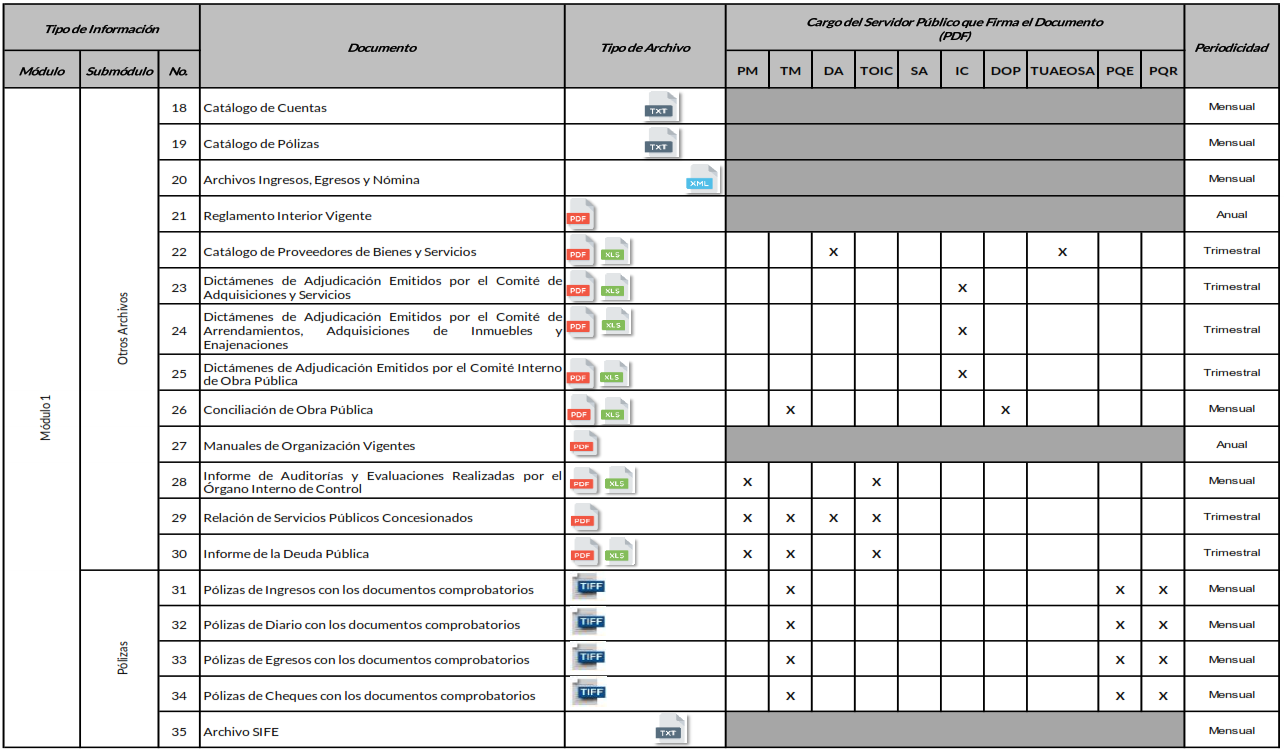 Tipo de Información Documento Tipo de Archivo Cargo del Servidor Público que Firma el Documento
(PDF) Periodicidad
Módulo Submódulo No. PM TM DA TOIC SA IC DOP TUAEOSA PQE PQR
Módulo 1
Otros Archivos
18 Catálogo de Cuentas TXT Mensual
19 Catálogo de Pólizas TXT Mensual
20 Archivos Ingresos, Egresos y Nómina XML Mensual
21 Reglamento Interior Vigente PDF Anual
22 Catálogo de Proveedores de Bienes y Servicios PDF XLS X X Trimestral
23 Dictámenes de Adjudicación Emitidos por el Comité de
Adquisiciones y Servicios PDF XLS X Trimestral
24 Dictámenes de Adjudicación Emitidos por el Comité de
Arrendamientos, Adquisiciones de Inmuebles y
Enajenaciones PDF XLS X Trimestral
25 Dictámenes de Adjudicación Emitidos por el Comité Interno
de Obra Pública PDF XLS X Trimestral
26 Conciliación de Obra Pública PDF XLS X X Mensual
27 Manuales de Organización Vigentes PDF Anual
28 Informe de Auditorías y Evaluaciones Realizadas por el
Órgano Interno de Control PDF XLS X X Mensual
29 Relación de Servicios Públicos Concesionados PDF X X X X Trimestral
30 Informe de la Deuda Pública PDF XLS X X X Trimestral
Pólizas
31 Pólizas de Ingresos con los documentos comprobatorios TIFF X X X Mensual
32 Pólizas de Diario con los documentos comprobatorios TIFF X X X Mensual
33 Pólizas de Egresos con los documentos comprobatorios TIFF X X X Mensual
34 Pólizas de Cheques con los documentos comprobatorios TIFF X X X Mensual
35 Archivo SIFE TXT Mensual